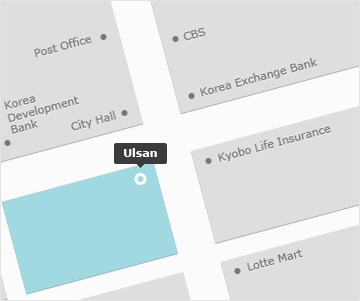 CBS
Post Office
Korea Exchange Bank
Korea
Development
Bank
City Hall
Kyobo Life Insurance
Ulsan
Lotte Mart